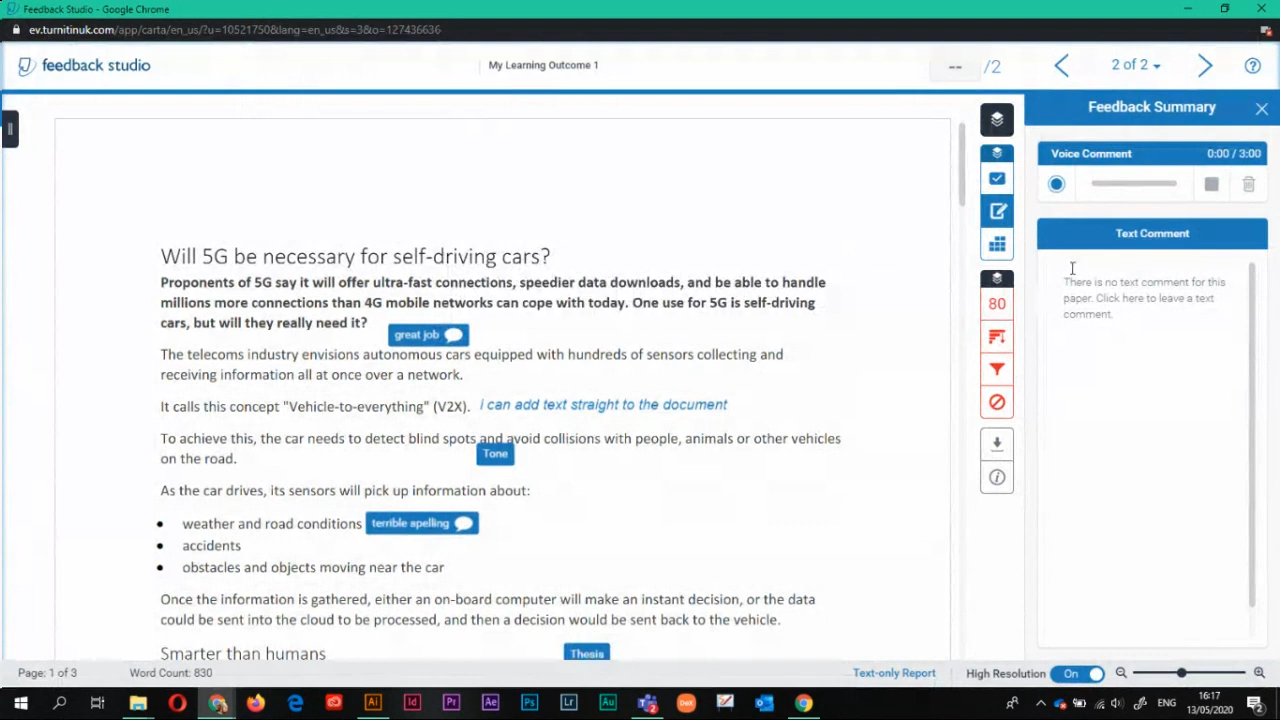 Feedback Studio - Google Chrome
ev.turnitinuk.com/app/carta/en_us/?u=10521750&lang=en_us&s=3&o=127436636
feedback studio
My Learning Outcome 1
-- /2
2 of 2
Feedback Summary
Voice Comment 0:00 / 3:00
Text Comment
There is no text comment for this
paper. Click here to leave a text
comment.
80
Will 5G be necessary for self-driving cars?
Proponents of 5G say it will offer ultra-fast connections, speedier data downloads, and be able to handle
millions more connections than 4G mobile networks can cope with today. One use for 5G is self-driving
cars, but will they really need it?
great job
The telecoms industry envisions autonomous cars equipped with hundreds of sensors collecting and
receiving information all at once over a network.
It calls this concept "Vehicle-to-everything" (V2X). i can add text straight to the document
To achieve this, the car needs to detect blind spots and avoid collisions with people, animals or other vehicles
on the road.
Tone
As the car drives, its sensors will pick up information about:
• weather and road conditions terrible spelling
• accidents
• obstacles and objects moving near the car
Once the information is gathered, either an on-board computer will make an instant decision, or the data
could be sent into the cloud to be processed, and then a decision would be sent back to the vehicle.
Smarter than humans
Thesis
Page: 1 of 3 Word Count: 830 Text-only Report High Resolution On
Ai Id Pr Ae Ps Lr Au
ENG
16:17
13/05/2020
2